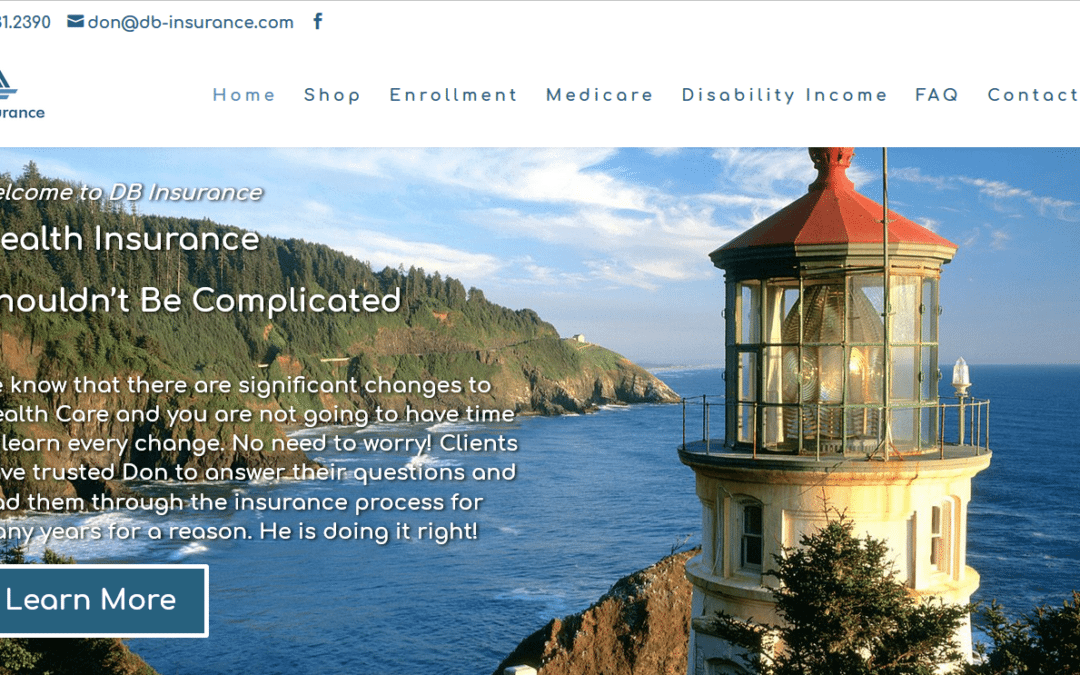 31.2390 don@db-insurance.com f
urance
Home Shop Enrollment Medicare Disability Income FAQ Contact
elcome to DB Insurance
ealth Insurance
houldn't Be Complicated
e know that there are significant changes to
ealth Care and you are not going to have time
learn every change. No need to worry! Clients
ve trusted Don to answer their questions and
ad them through the insurance process for
any years for a reason. He is doing it right!
Learn More